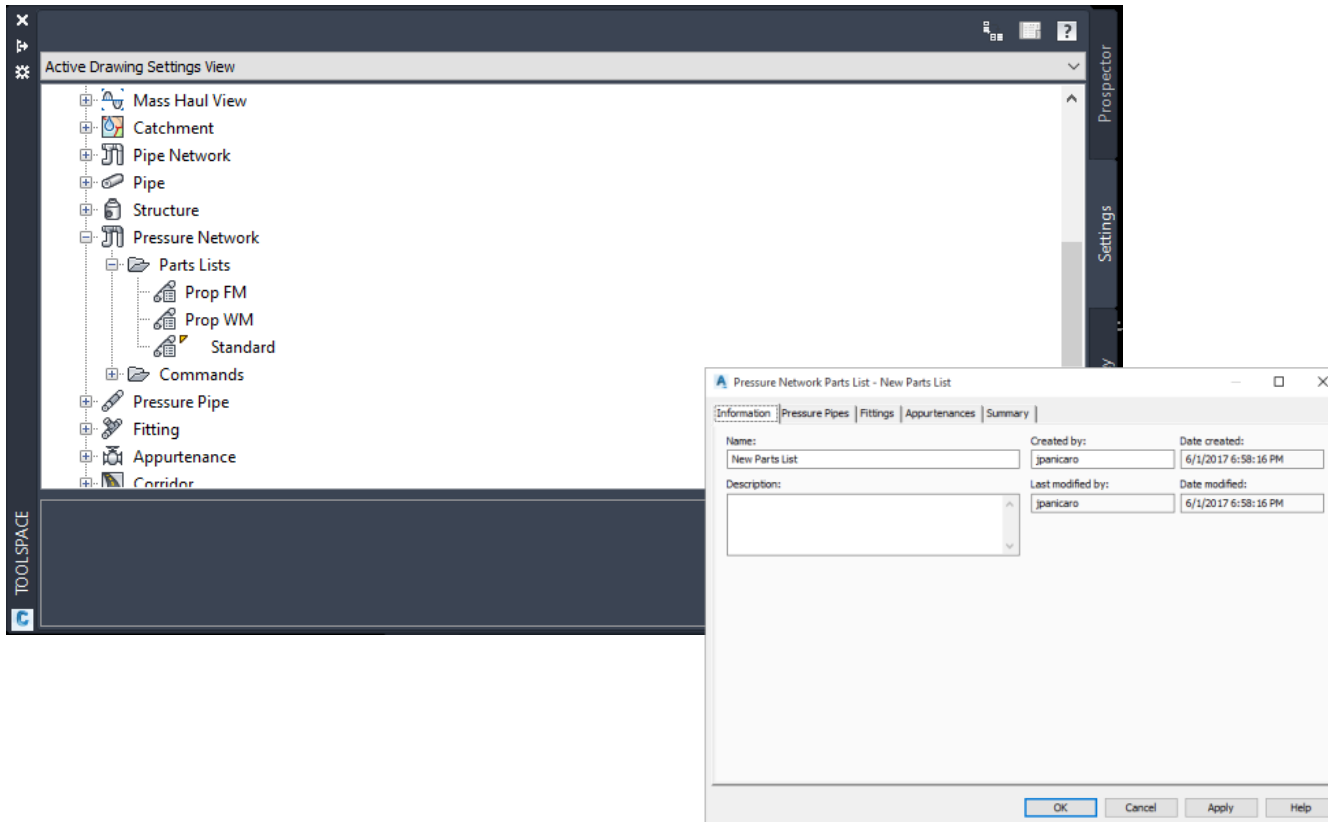 Active Drawing Settings View
Mass Haul View
Catchment
Pipe Network
Pipe
Structure
Pressure Network
Parts Lists
Prop FM
Prop WM
Standard
Commands
Pressure Pipe
Fitting
Appurtenance
Corridor
Prospector
Settings
TOOLSPACE
Pressure Network Parts List - New Parts List
Information Pressure Pipes Fittings Appurtenances Summary
Name: Created by: Date created:
New Parts List jpanicaro 6/1/2017 6:58:16 PM
Description: Last modified by: Date modified:
jpanicaro 6/1/2017 6:58:16 PM
OK Cancel Apply Help